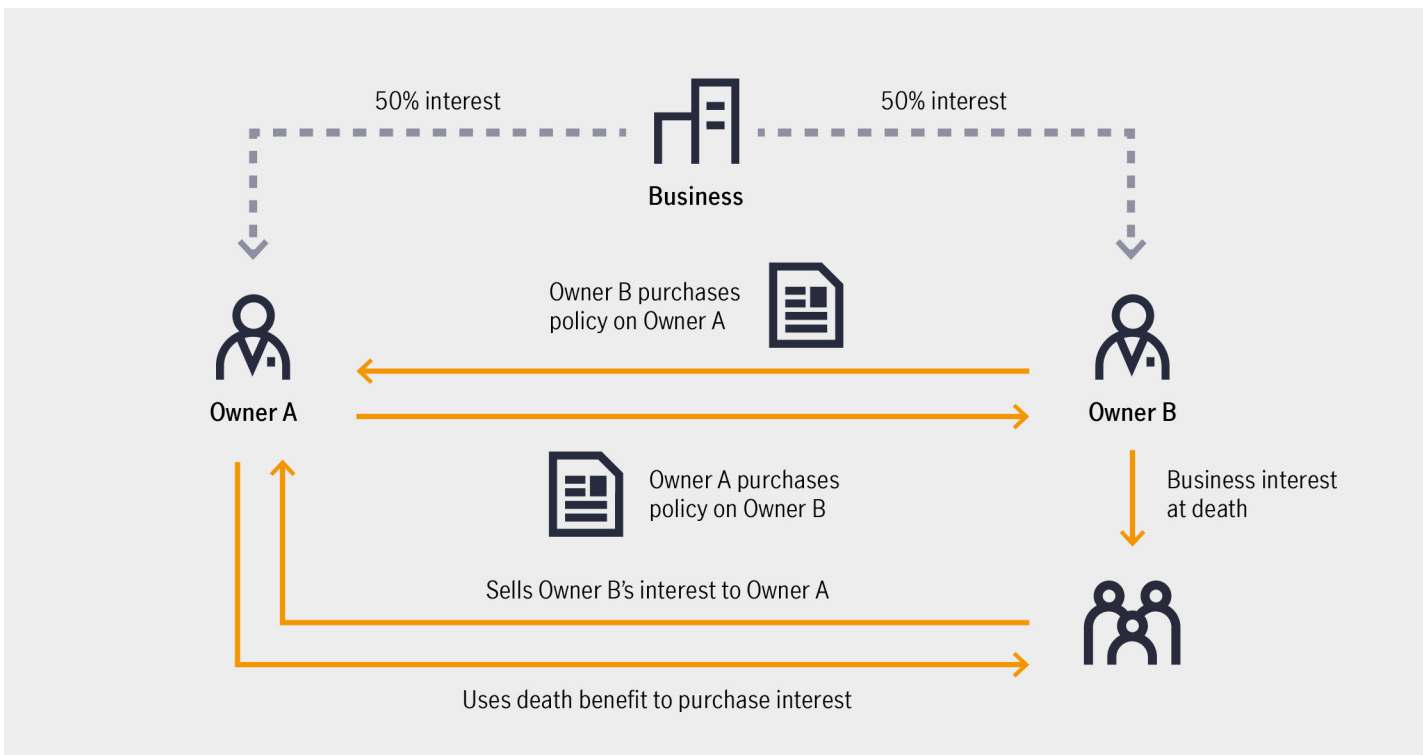 50% interest
50% interest
Business
Owner B purchases
policy on Owner A
Owner A
Owner B
Owner A purchases
policy on Owner B
Business interest
at death
Sells Owner B’s interest to Owner A
Uses death benefit to purchase interest